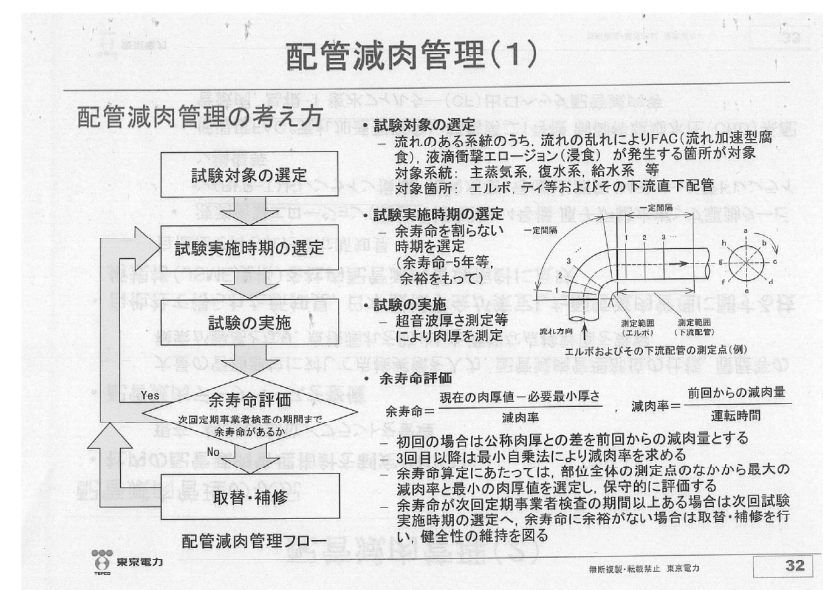 配管減肉管理(1)
配管減肉管理の考え方
試験対象の選定
試験実施時期の選定
試験の実施
Yes
余寿命評価
次回定期事業者検査の期間まで
余寿命があるか
No
取替・補修
配管減肉管理フロー
・試験対象の選定
– 流れのある系統のうち, 流れの乱れによりFAC(流れ加速型腐
食), 液滴衝撃エロージョン(浸食) が発生する箇所が対象
対象系統: 主蒸気系, 復水系, 給水系 等
対象箇所: エルボ, ティ等およびその下流直下配管
・試験実施時期の選定
– 余寿命を割らない
時期を選定
(余寿命-5年等,
余裕をもって)
・試験の実施
– 超音波厚さ測定等
により肉厚を測定
一定間隔
一定間隔
1 2 3
3
1
a
b
c
d
e
f
g
h
流れ方向
測定範囲
(エルボ)
測定範囲
(下流配管)
エルボおよびその下流配管の測定点(例)
・余寿命評価
余寿命=
現在の肉厚値−必要最小厚さ
減肉率
,
減肉率=
前回からの減肉量
運転時間
– 初回の場合は公称肉厚との差を前回からの減肉量とする
– 3回目以降は最小自乗法により減肉率を求める
– 余寿命算定にあたっては, 部位全体の測定点のなかから最大の
減肉率と最小の肉厚値を選定し, 保守的に評価する
– 余寿命が次回定期事業者検査の期間以上ある場合は次回試験
実施時期の選定へ, 余寿命に余裕がない場合は取替・補修を行
い, 健全性の維持を図る
TEPCO
東京電力
無断複製・転載禁止 東京電力
32